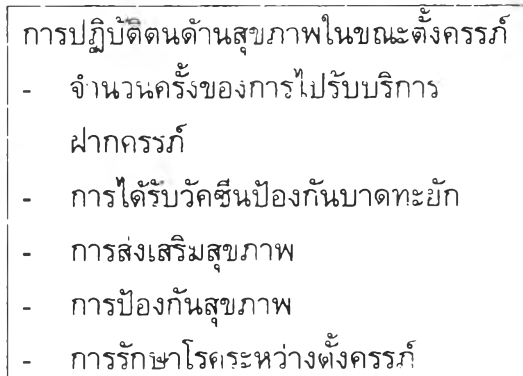 การปฏิบัติตนด้านสุขภาพในขณะตั้งครรภ์
- จำนวนครั้งของการไปรับบริการ
ฝากครรภ์
- การได้รับวัคซีนป้องกันบาดทะยัก
- การส่งเสริมสุขภาพ
- การป้องกันสุขภาพ
- การรักษาโรคระหว่างตั้งครรภ์